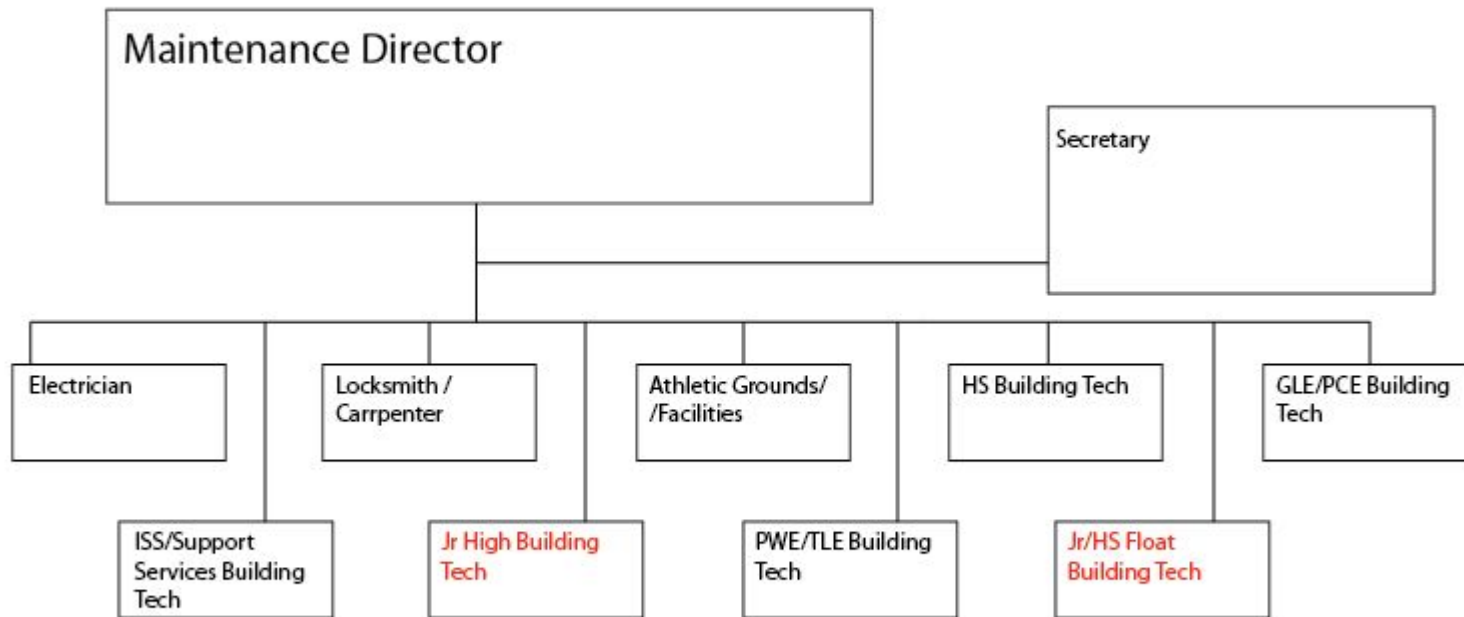 Maintenance Director
Secretary
Electrician
Locksmith /
Carrpenter
Athletic Grounds/
/Facilities
HS Building Tech
GLE/PCE Building
Tech
ISS/Support
Services Building
Tech
Jr High Building
Tech
PWE/TLE Building
Tech
Jr/HS Float
Building Tech